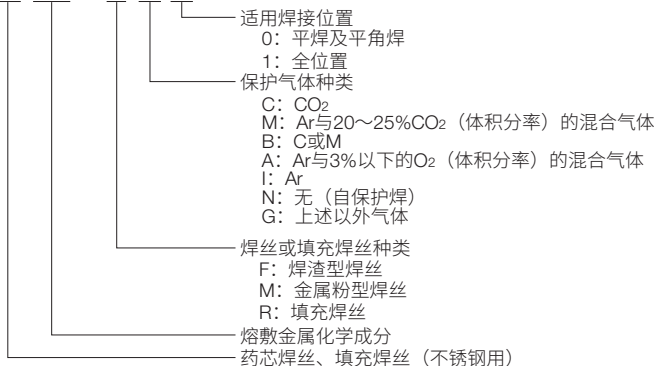 适用焊接位置
0：平焊及平角焊
1：全位置
保护气体种类
C：CO2
M：Ar与20～25%CO2（体积分率）的混合气体
B：C或M
A：Ar与3%以下的O2（体积分率）的混合气体
I：Ar
N：无（自保护焊）
G：上述以外气体
焊丝或填充焊丝种类
F：焊渣型焊丝
M：金属粉型焊丝
R：填充焊丝
熔敷金属化学成分
药芯焊丝、填充焊丝（不锈钢用）